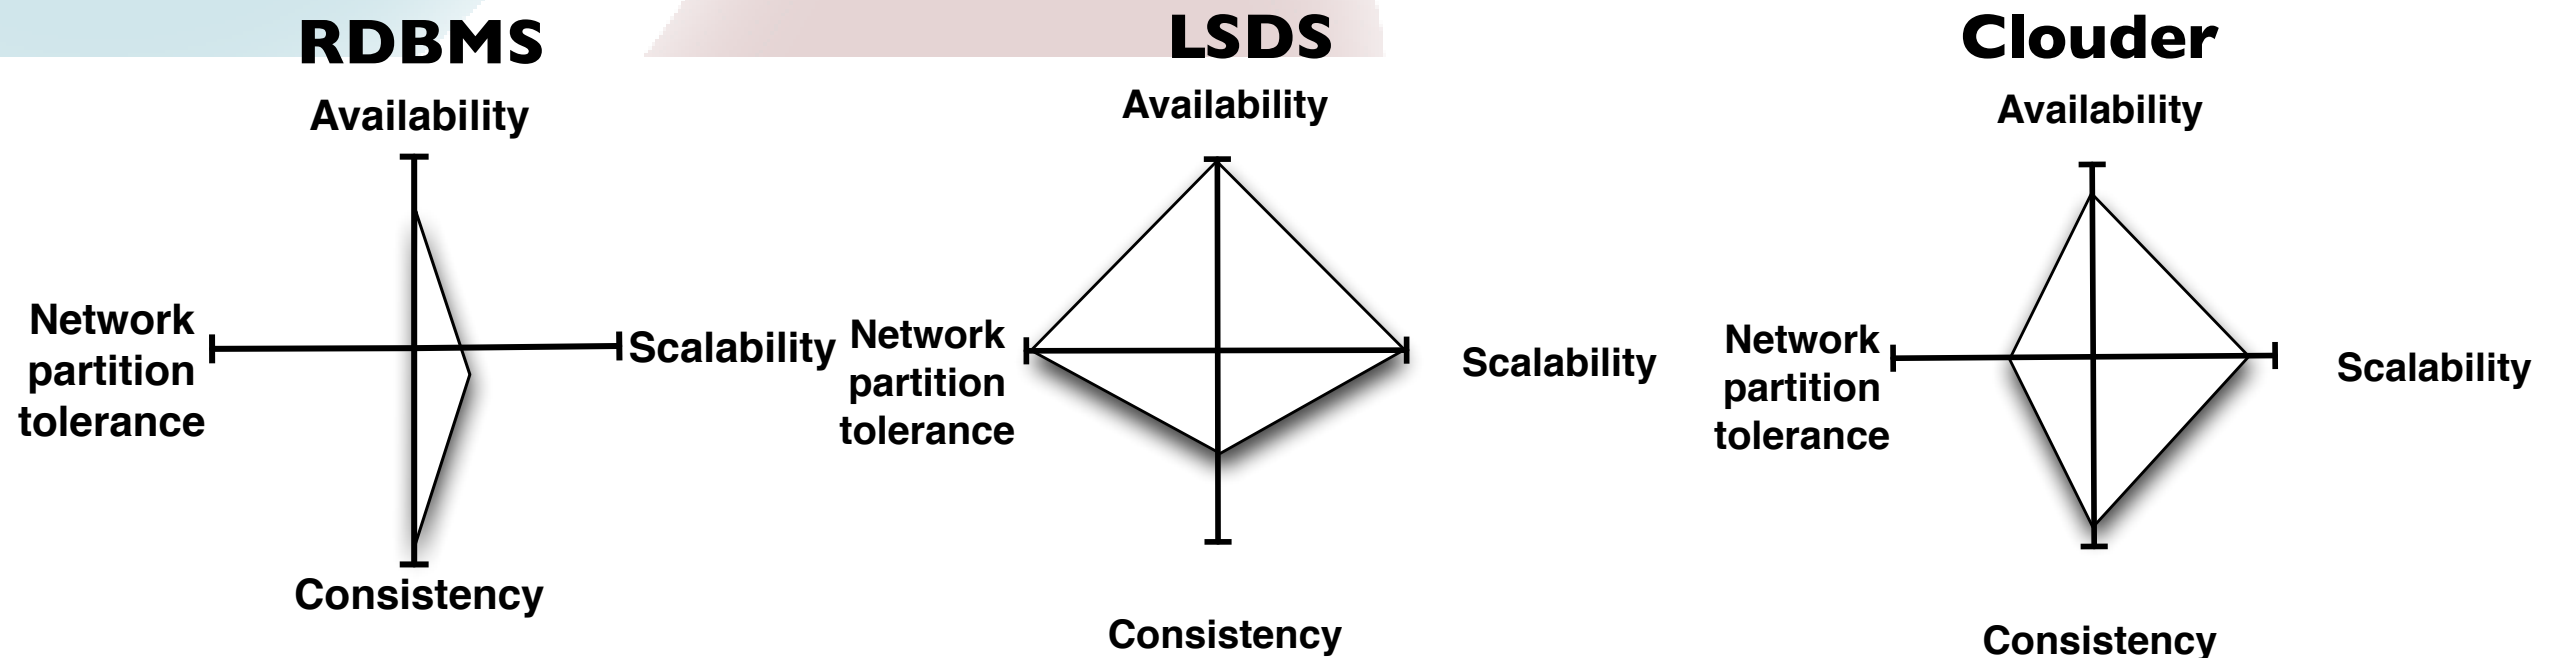 RDBMS
Availability
Network
partition
tolerance
Scalability
Consistency
LSDS
Availability
Network
partition
tolerance
Scalability
Consistency
Clouder
Availability
Network
partition
tolerance
Scalability
Consistency